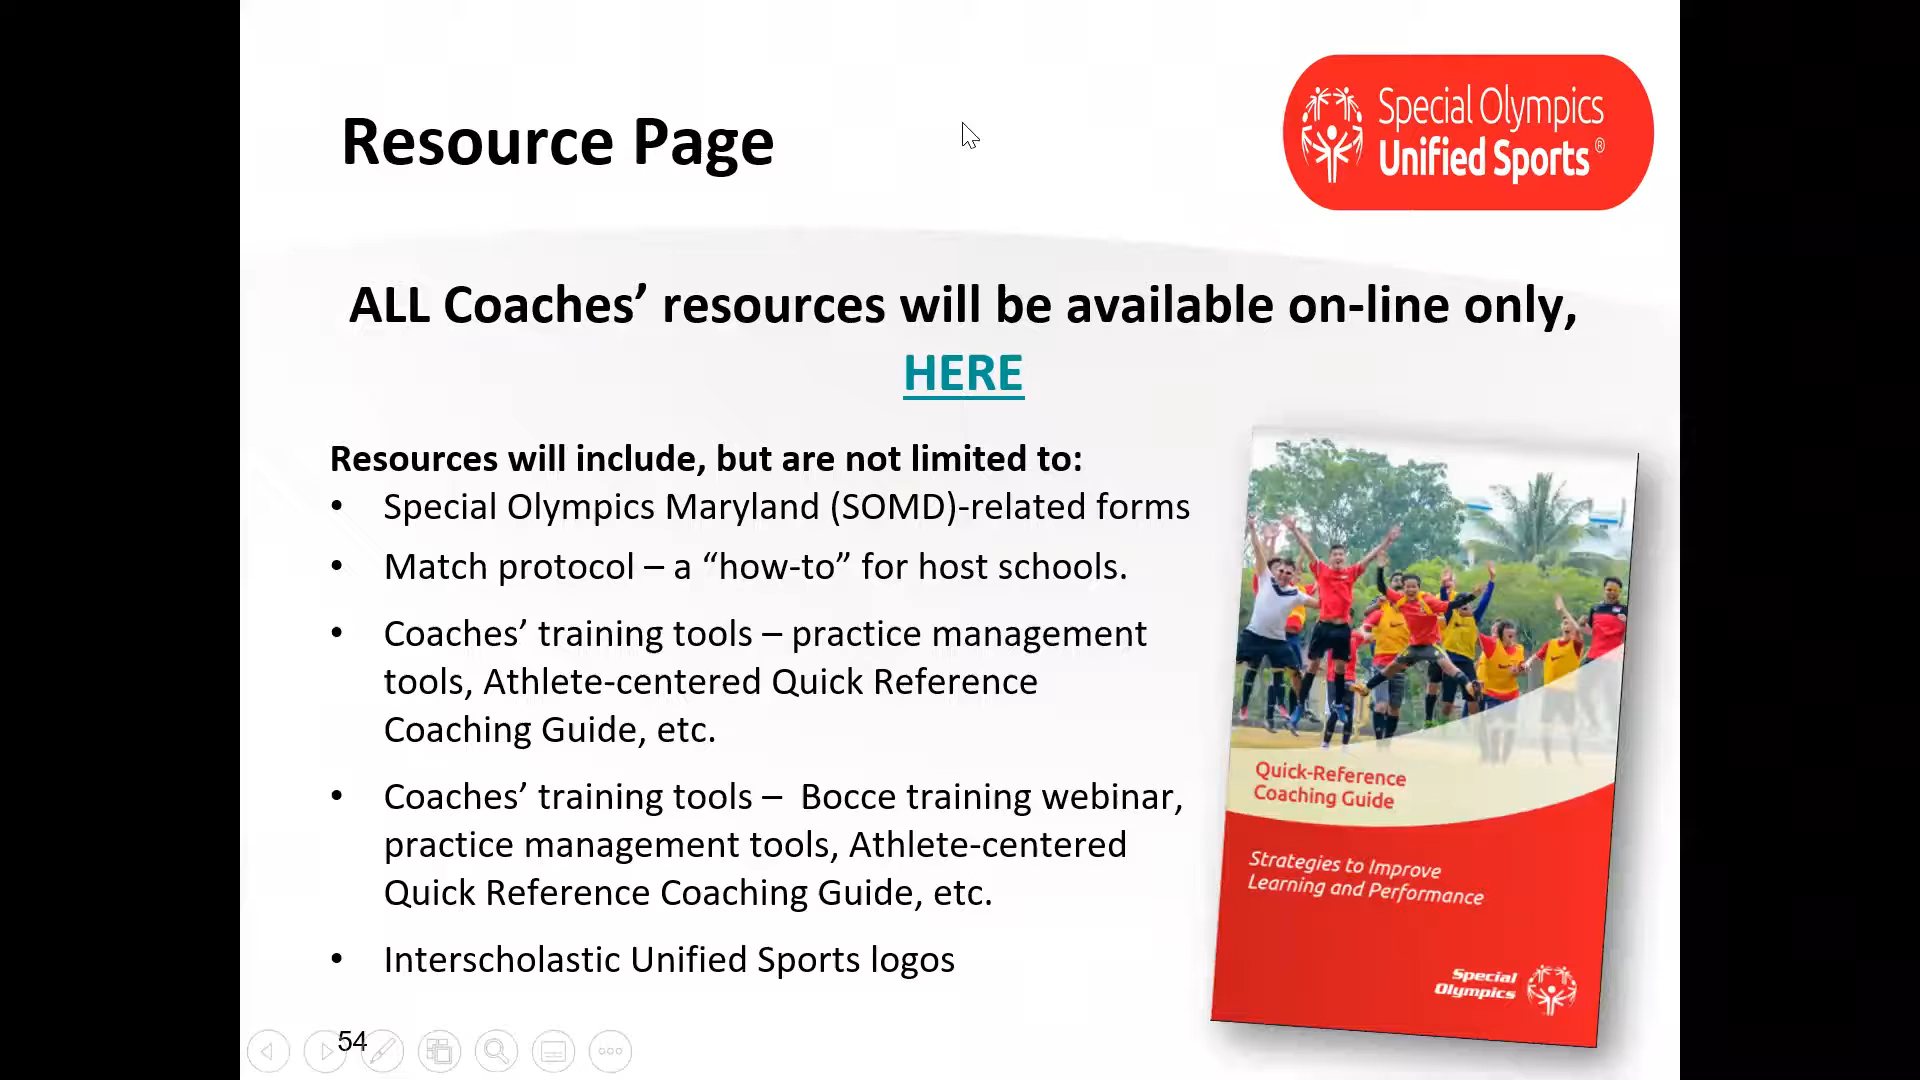 Resource Page
Special Olympics
Unified Sports ®
ALL Coaches’ resources will be available on-line only,
HERE
Resources will include, but are not limited to:
• Special Olympics Maryland (SOMD)-related forms
• Match protocol – a “how-to” for host schools.
• Coaches’ training tools – practice management
tools, Athlete-centered Quick Reference
Coaching Guide, etc.
• Coaches’ training tools – Bocce training webinar,
practice management tools, Athlete-centered
Quick Reference Coaching Guide, etc.
• Interscholastic Unified Sports logos
Quick-Reference
Coaching Guide
Strategies to Improve
Learning and Performance
Special
Olympics
54